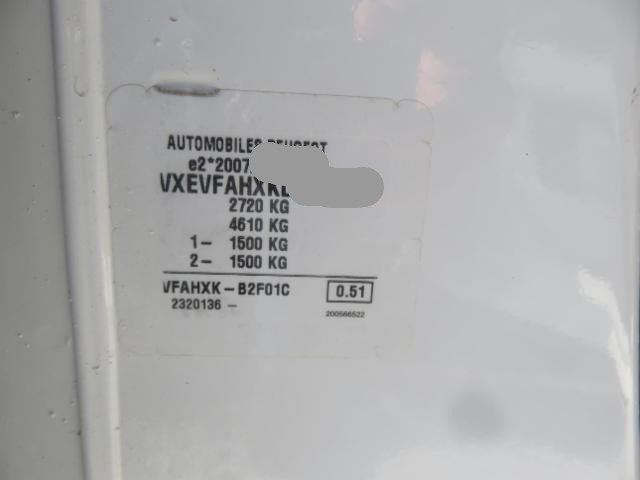 AUTOMOBILES PEUGEOT
e2*2007
VXEVFAHXK
2720 KG
4610 KG
1- 1500 KG
2- 1500 KG
VFAHXK-B2F01C 0.51
2320136 -
200566522